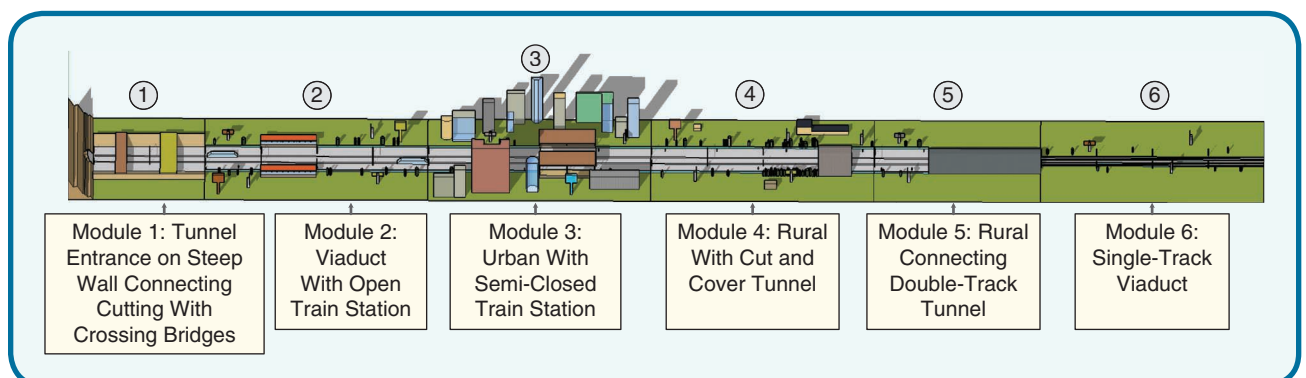 1
2
3
4
5
6
Module 1: Tunnel
Entrance on Steep
Wall Connecting
Cutting With
Crossing Bridges
Module 2:
Viaduct
With Open
Train Station
Module 3:
Urban With
Semi-Closed
Train Station
Module 4: Rural
With Cut and
Cover Tunnel
Module 5: Rural
Connecting
Double-Track
Tunnel
Module 6:
Single-Track
Viaduct